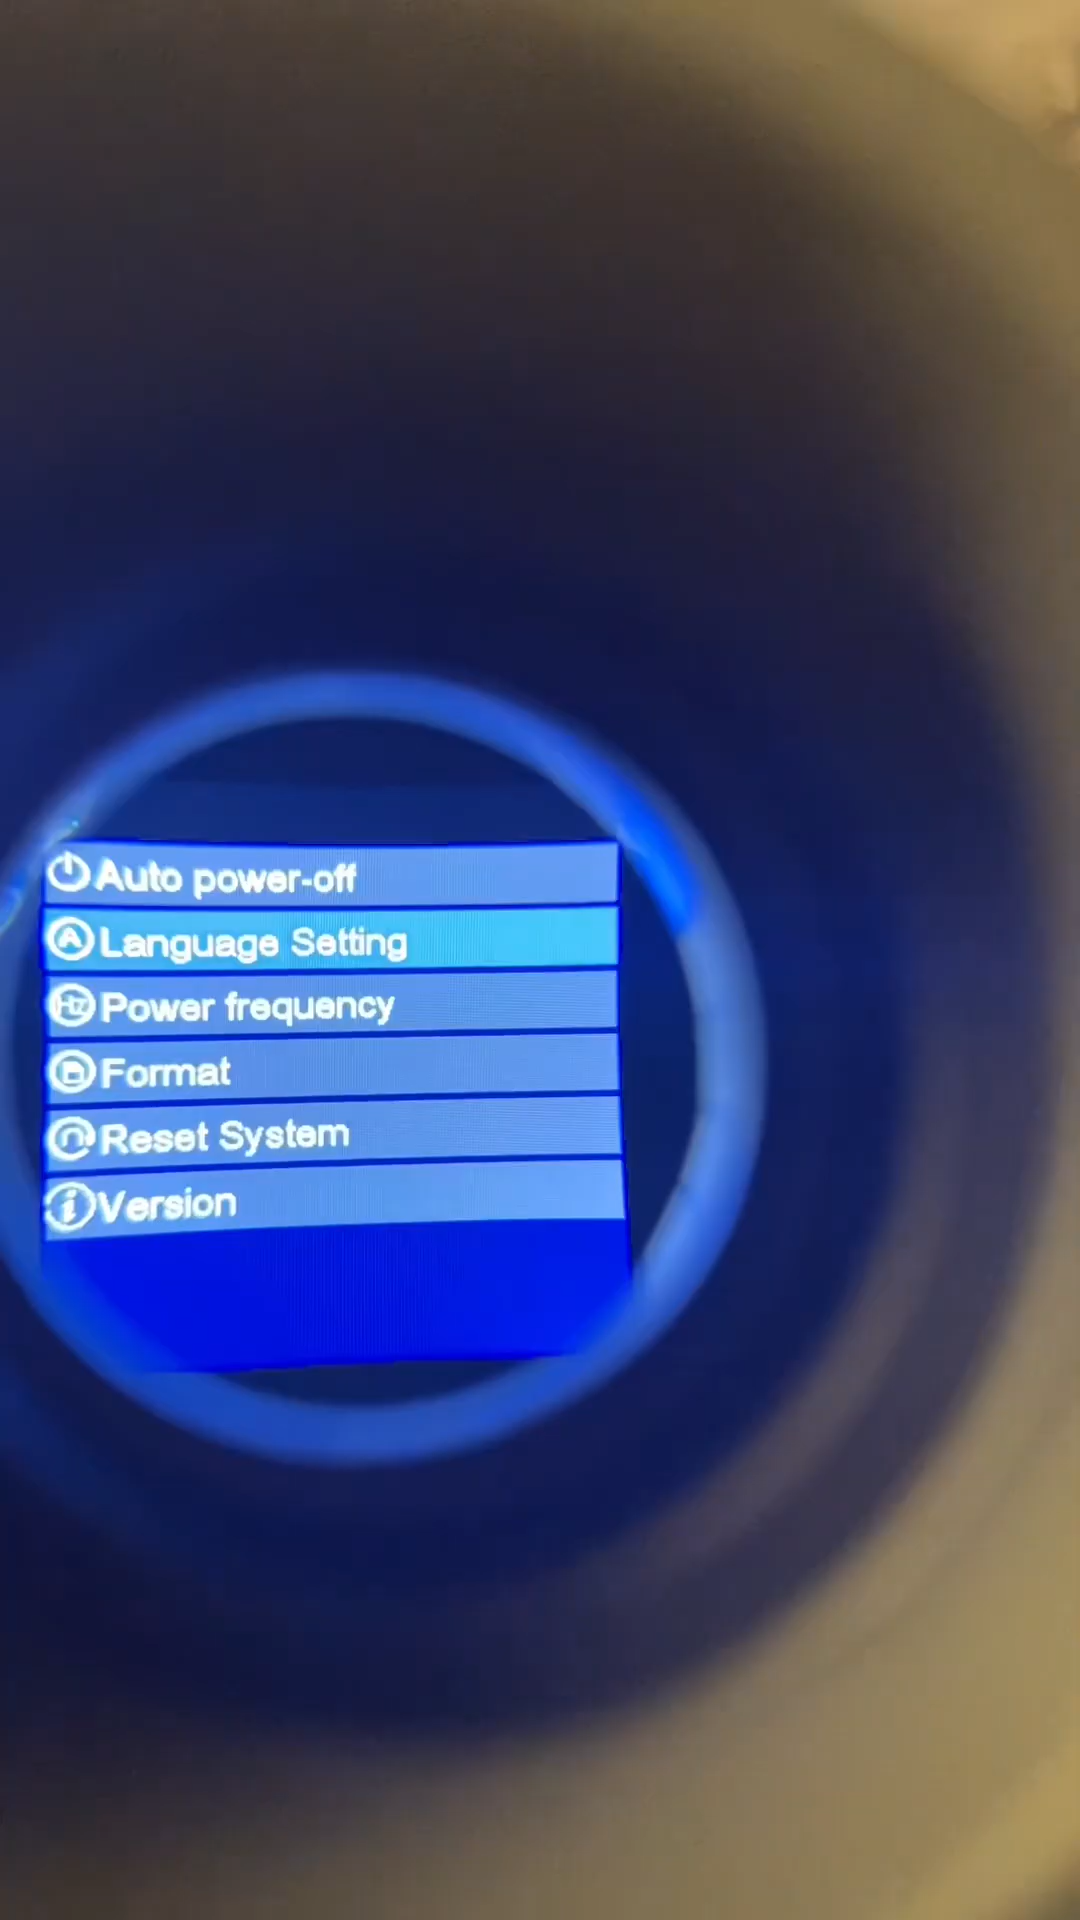 Auto power-off
Language Setting
Power frequency
Format
Reset System
Version